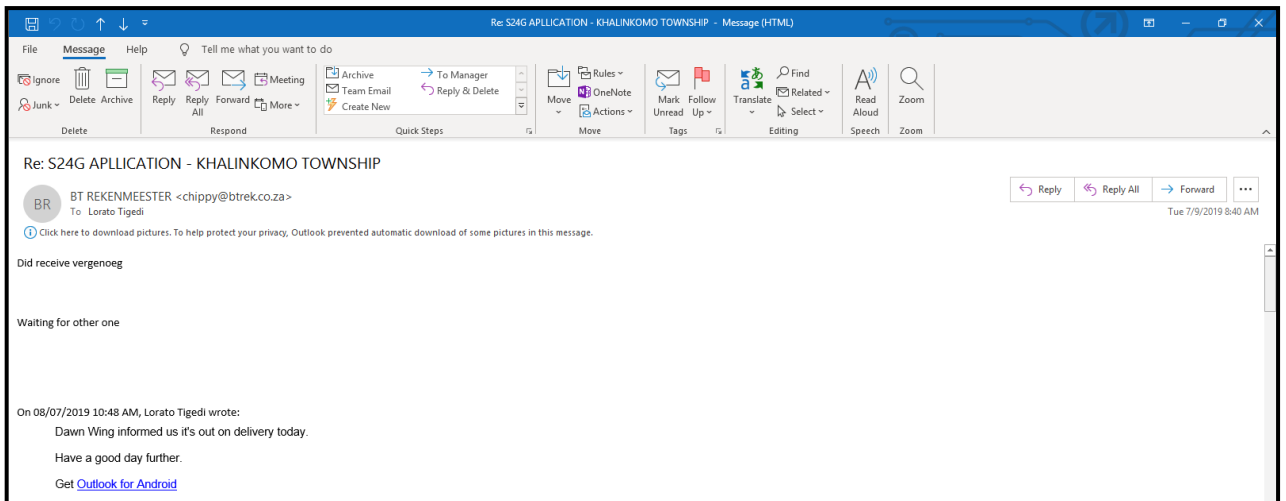 Re: S24G APLLICATION - KHALINKOMO TOWNSHIP - Message (HTML)
File Message Help Tell me what you want to do
Ignore
Junk
Delete
Archive
Reply
Reply All
Forward
Meeting
More
Archive
Team Email
Create New
To Manager
Reply & Delete
Move
Rules
OneNote
Actions
Mark Unread
Follow Up
Translate
Find
Related
Select
Read Aloud
Zoom
Delete Respond Quick Steps Move Tags Editing Speech Zoom
Re: S24G APLLICATION - KHALINKOMO TOWNSHIP
BR
BT REKENMEESTER <chippy@btrek.co.za>
To Lorato Tigedi
Reply Reply All Forward
Tue 7/9/2019 8:40 AM
Click here to download pictures. To help protect your privacy, Outlook prevented automatic download of some pictures in this message.
Did receive vergenoeg
Waiting for other one
On 08/07/2019 10:48 AM, Lorato Tigedi wrote:
Dawn Wing informed us it's out on delivery today.
Have a good day further.
Get Outlook for Android